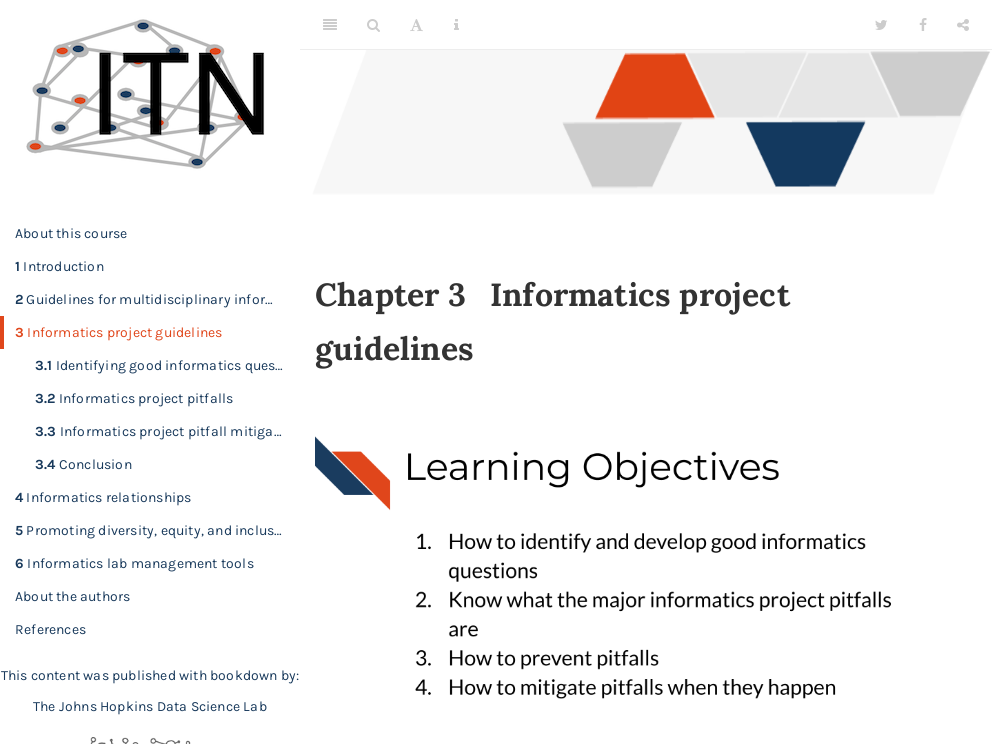 ITN
About this course
1 Introduction
2 Guidelines for multidisciplinary infor...
3 Informatics project guidelines
3.1 Identifying good informatics ques...
3.2 Informatics project pitfalls
3.3 Informatics project pitfall mitiga...
3.4 Conclusion
4 Informatics relationships
5 Promoting diversity, equity, and inclus...
6 Informatics lab management tools
About the authors
References
This content was published with bookdown by:
The Johns Hopkins Data Science Lab
A
Chapter 3 Informatics project
guidelines
Learning Objectives
1. How to identify and develop good informatics
questions
2. Know what the major informatics project pitfalls
are
3. How to prevent pitfalls
4. How to mitigate pitfalls when they happen